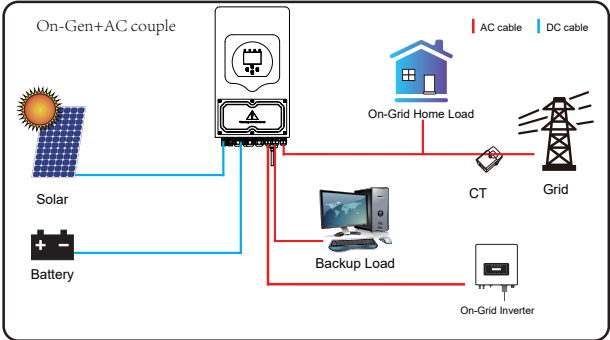 On-Gen+AC couple
AC cable
DC cable
On-Grid Home Load
Solar
CT
Grid
Battery
Backup Load
On-Grid Inverter